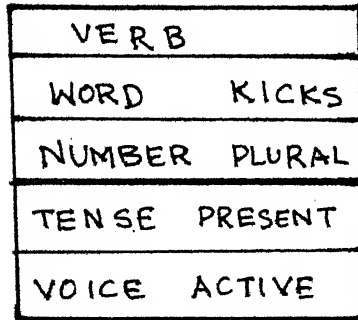 VERB
WORD KICKS
NUMBER PLURAL
TENSE PRESENT
VOICE ACTIVE